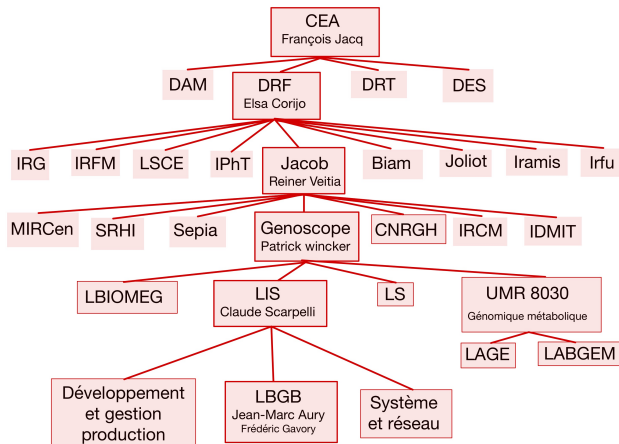 CEA
François Jacq
DAM
DRF
Elsa Corijo
DRT
DES
IRG
IRFM
LSCE
IPhT
Jacob
Reiner Veitia
Biam
Joliot
Iramis
Irfu
MIRCen
SRHI
Sepia
Genoscope
Patrick wincker
CNRGH
IRCM
IDMIT
LBIOMEG
LIS
Claude Scarpelli
LS
UMR 8030
Génomique métabolique
LAGE
LABGEM
Développement
et gestion
production
LBGB
Jean-Marc Aury
Frédéric Gavory
Système
et réseau